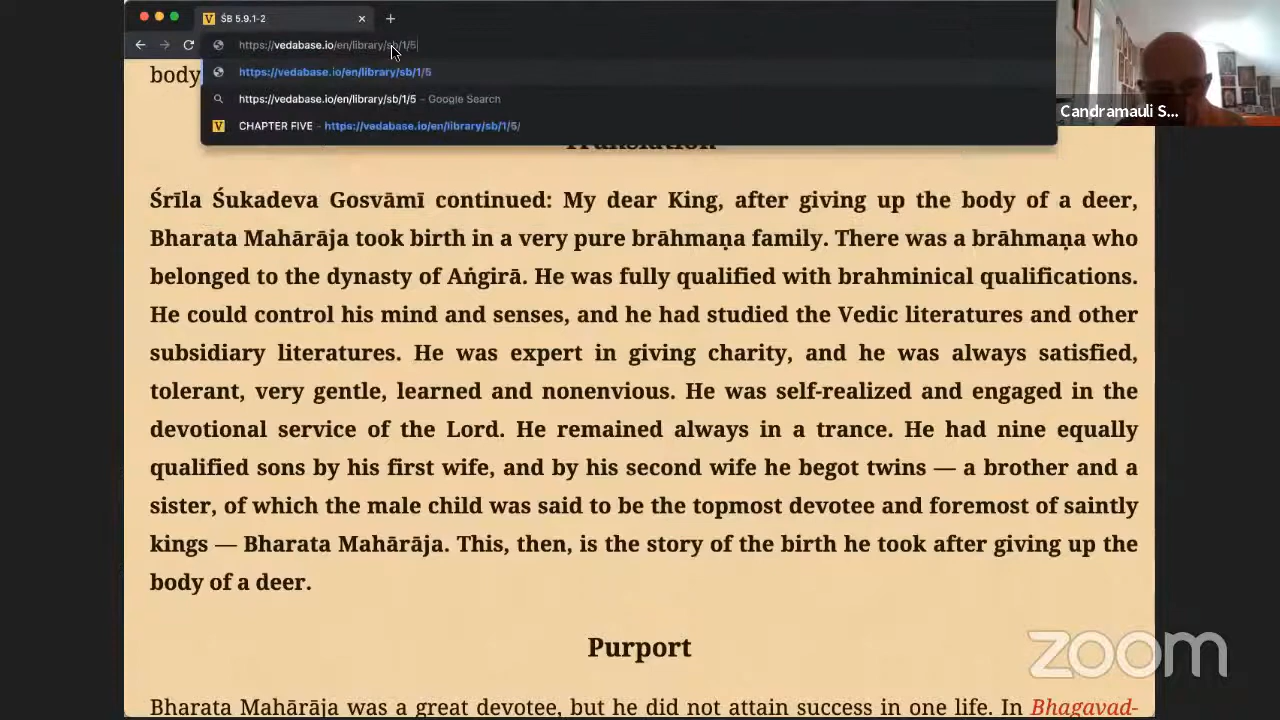 ŚB 5.9.1-2
https://vedabase.io/en/library/sb/1/5
https://vedabase.io/en/library/sb/1/5
https://vedabase.io/en/library/sb/1/5 - Google Search
CHAPTER FIVE - https://vedabase.io/en/library/sb/1/5/
Candramauli S...
body
Translation
Śrīla Śukadeva Gosvāmī continued: My dear King, after giving up the body of a deer,
Bharata Mahārāja took birth in a very pure brāhmaṇa family. There was a brāhmaṇa who
belonged to the dynasty of Aṅgirā. He was fully qualified with brahminical qualifications.
He could control his mind and senses, and he had studied the Vedic literatures and other
subsidiary literatures. He was expert in giving charity, and he was always satisfied,
tolerant, very gentle, learned and nonenvious. He was self-realized and engaged in the
devotional service of the Lord. He remained always in a trance. He had nine equally
qualified sons by his first wife, and by his second wife he begot twins — a brother and a
sister, of which the male child was said to be the topmost devotee and foremost of saintly
kings — Bharata Mahārāja. This, then, is the story of the birth he took after giving up the
body of a deer.
Purport
Bharata Mahārāja was a great devotee, but he did not attain success in one life. In Bhagavad-
zoom